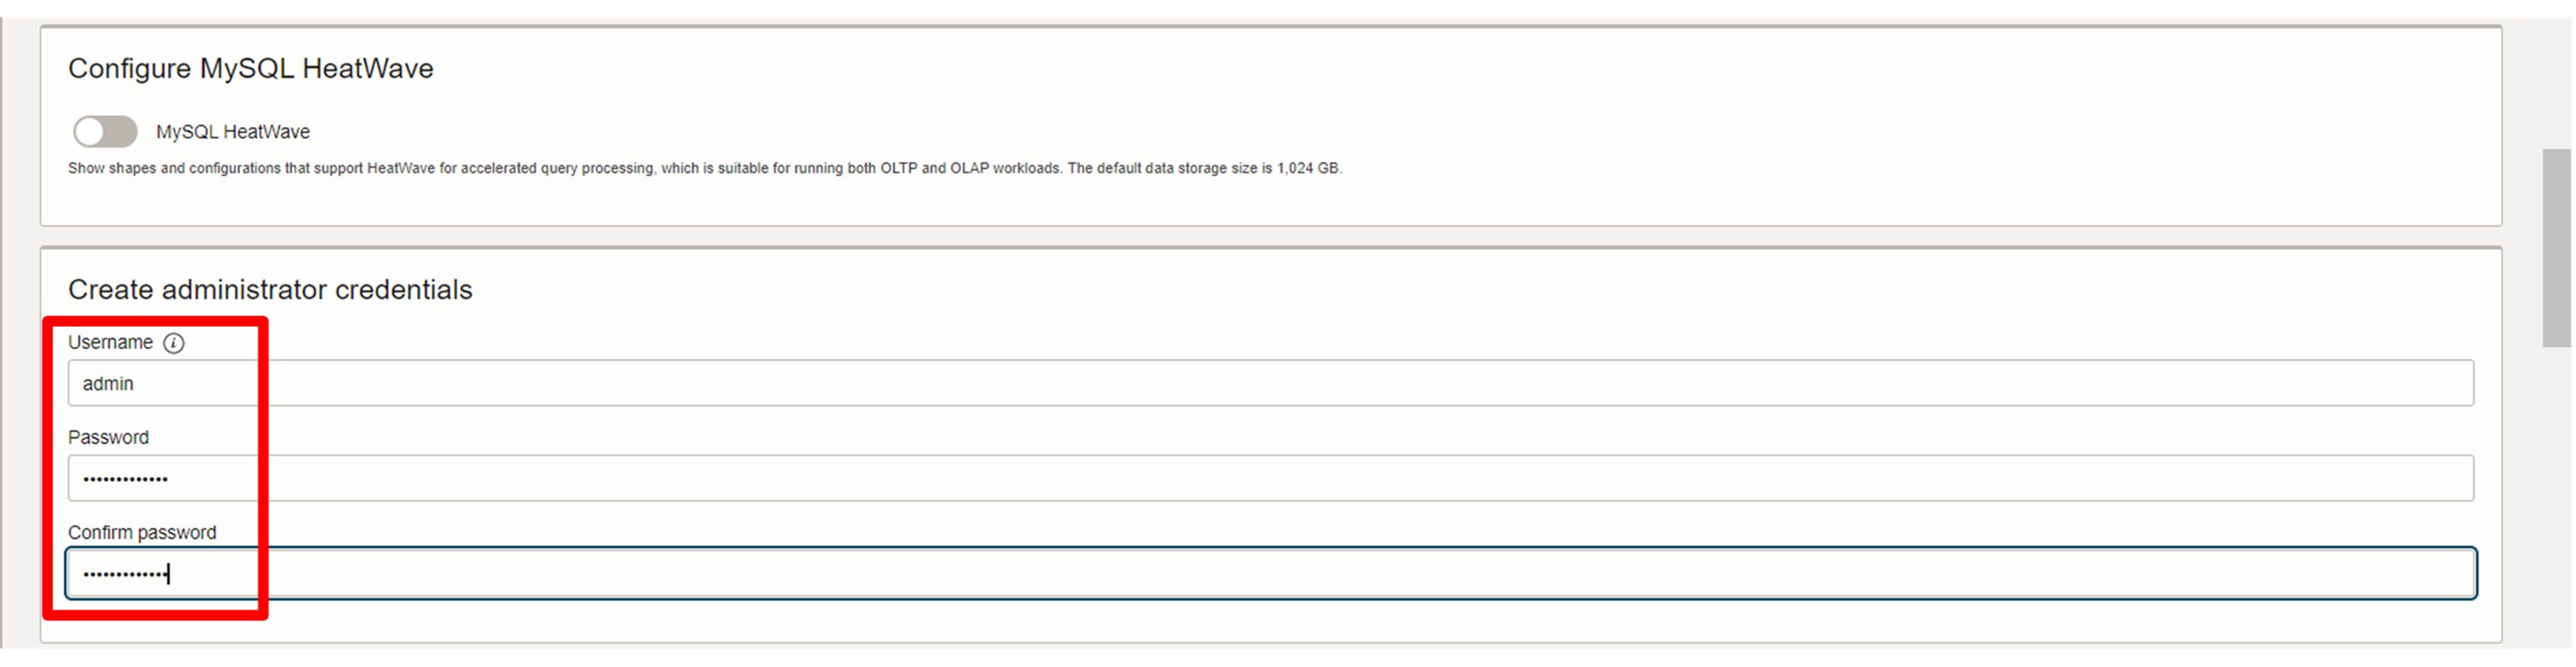 Configure MySQL HeatWave
MySQL HeatWave
Show shapes and configurations that support HeatWave for accelerated query processing, which is suitable for running both OLTP and OLAP workloads. The default data storage size is 1,024 GB.
Create administrator credentials
Username i
admin
Password
•••••••••••••
Confirm password
•••••••••••••